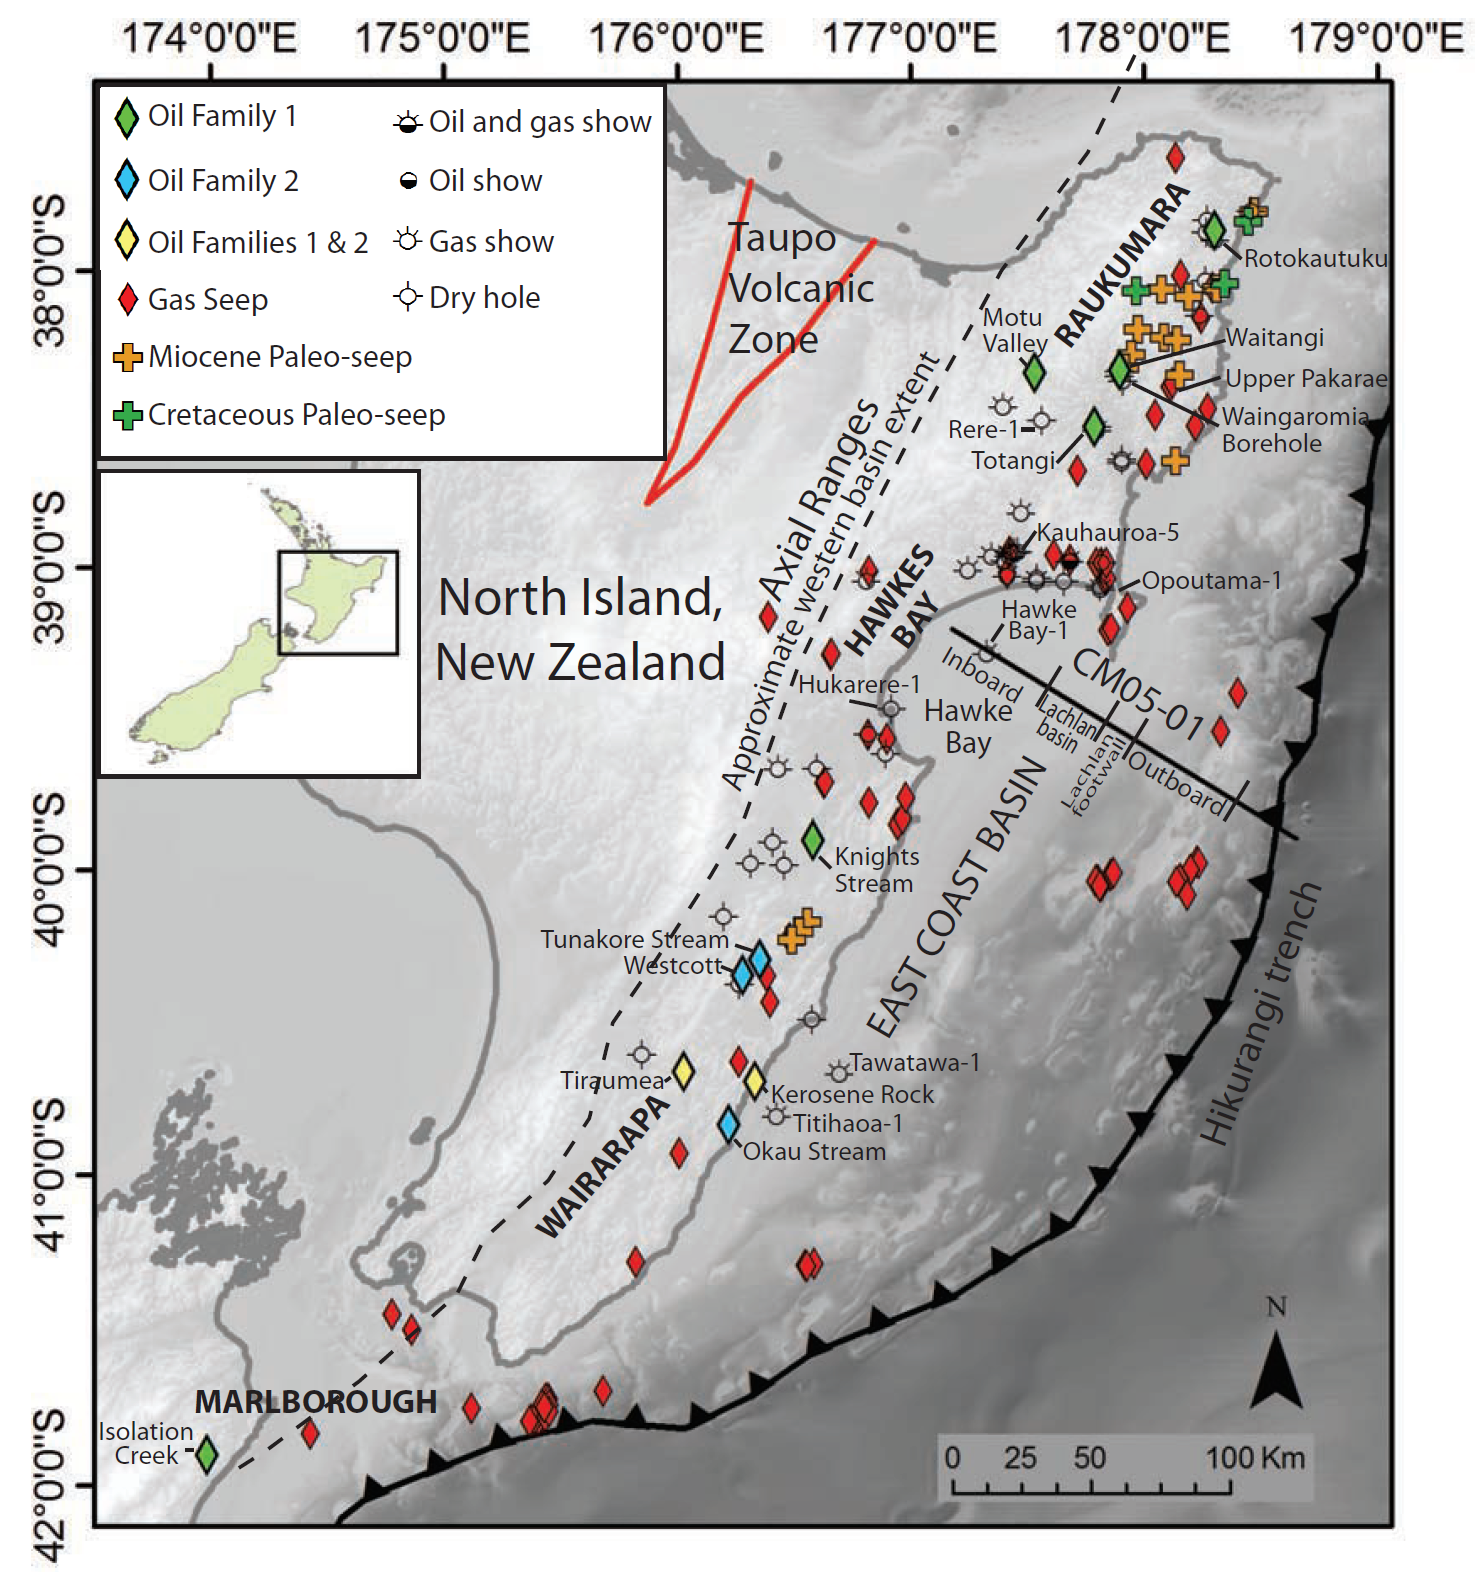 174°0'0"E
175°0'0"E
176°0'0"E
177°0'0"E
178°0'0"E
179°0'0"E
38°0'0"S
39°0'0"S
40°0'0"S
41°0'0"S
42°0'0"S
Oil Family 1
Oil Family 2
Oil Families 1 & 2
Gas Seep
Miocene Paleo-seep
Cretaceous Paleo-seep
Oil and gas show
Oil show
Gas show
Dry hole
Taupo
Volcanic
Zone
North Island,
New Zealand
Axial Ranges
Approximate western basin extent
RAUKUMARA
Rotokautuku
Motu
Valley
Waitangi
Upper Pakarae
Waingaromia
Borehole
Rere-1
Totangi
Kauhauroa-5
Opoutama-1
HAWKES
BAY
Hawke
Bay-1
Inboard
CM05-01
Lachlan
basin
Lachlan
footwall
Outboard
Hukarere-1
Hawke
Bay
EAST COAST BASIN
Hikurangi trench
Knights
Stream
Tunakore Stream
Westcott
Tawatawa-1
Tiraumea
Kerosene Rock
Titihaoa-1
Okau Stream
WAIRARAPA
MARLBOROUGH
Isolation
Creek
N
0 25 50 100 Km